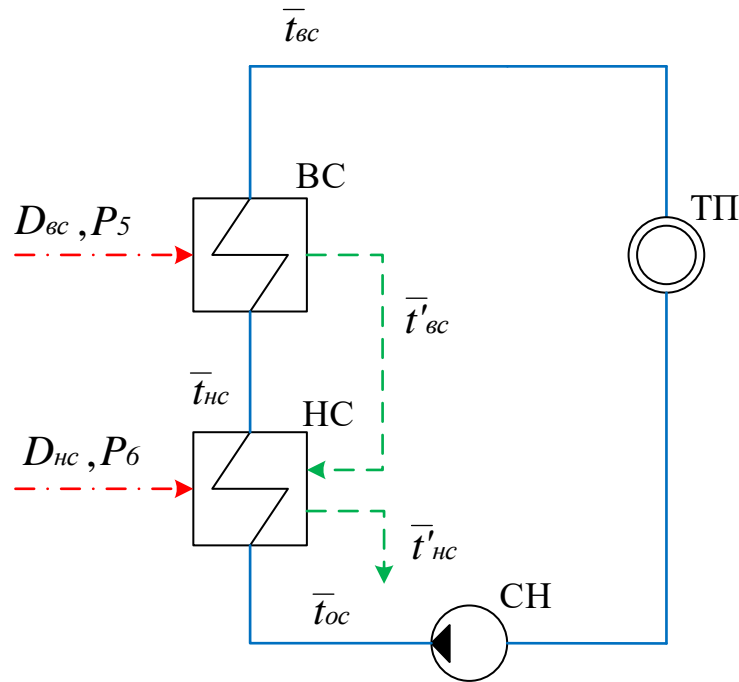 t̅вс
ВС
ТП
Dвс ,P5
t̅'вс
t̅нс
НС
Dнс ,P6
t̅'нс
СН
t̅ос